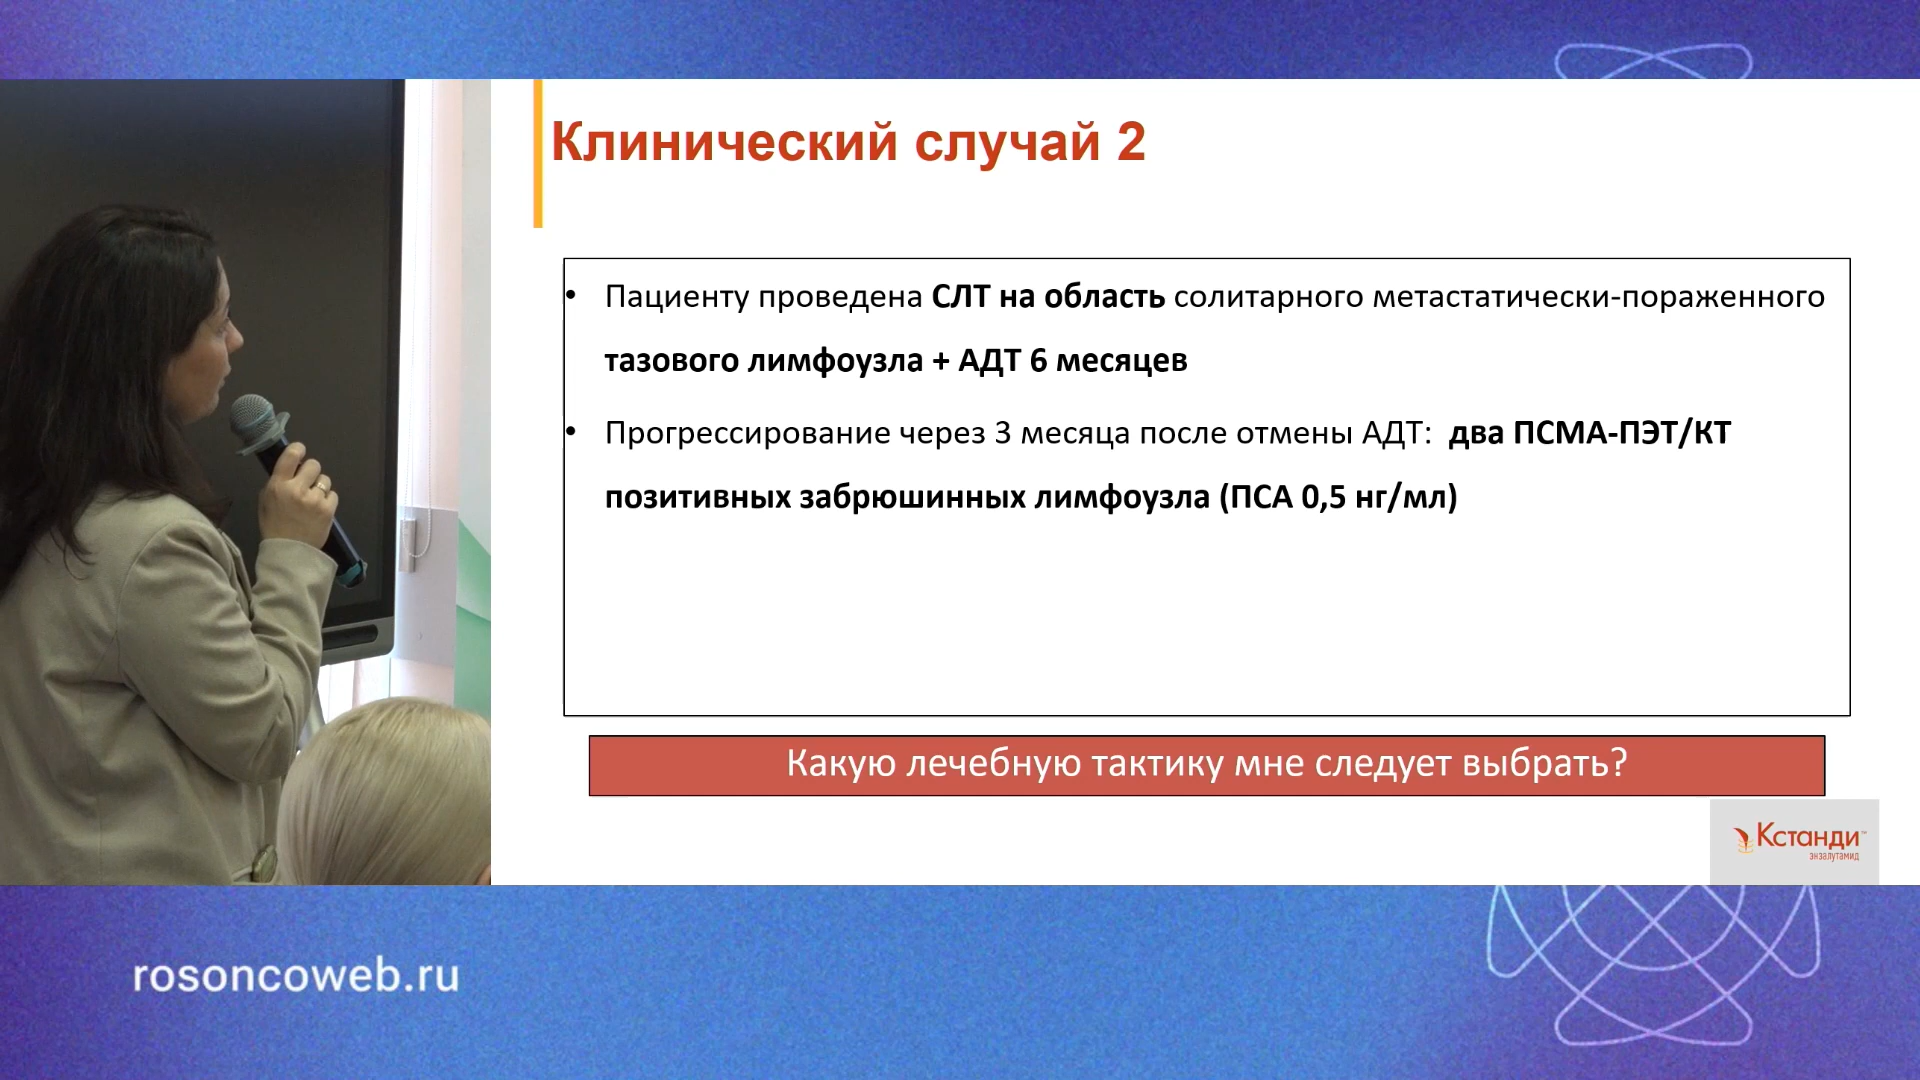 Клинический случай 2
• Пациенту проведена СЛТ на область солитарного метастатически-пораженного
тазового лимфоузла + АДТ 6 месяцев
• Прогрессирование через 3 месяца после отмены АДТ: два ПСМА-ПЭТ/КТ
позитивных забрюшинных лимфоузла (ПСА 0,5 нг/мл)
Какую лечебную тактику мне следует выбрать?
Кстанди™
энзалутамид
rosoncoweb.ru